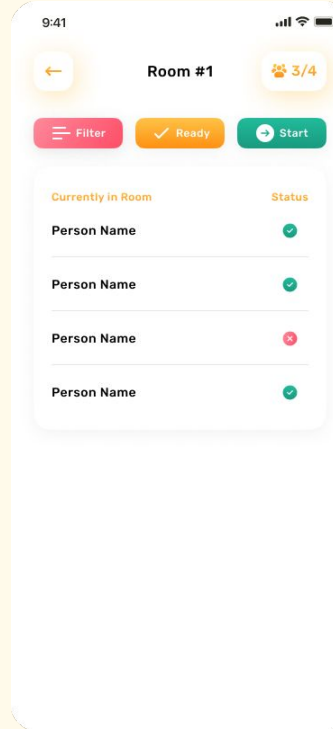 9:41
Room #1
3/4
Filter
Ready
Start
Currently in Room Status
Person Name
Person Name
Person Name
Person Name